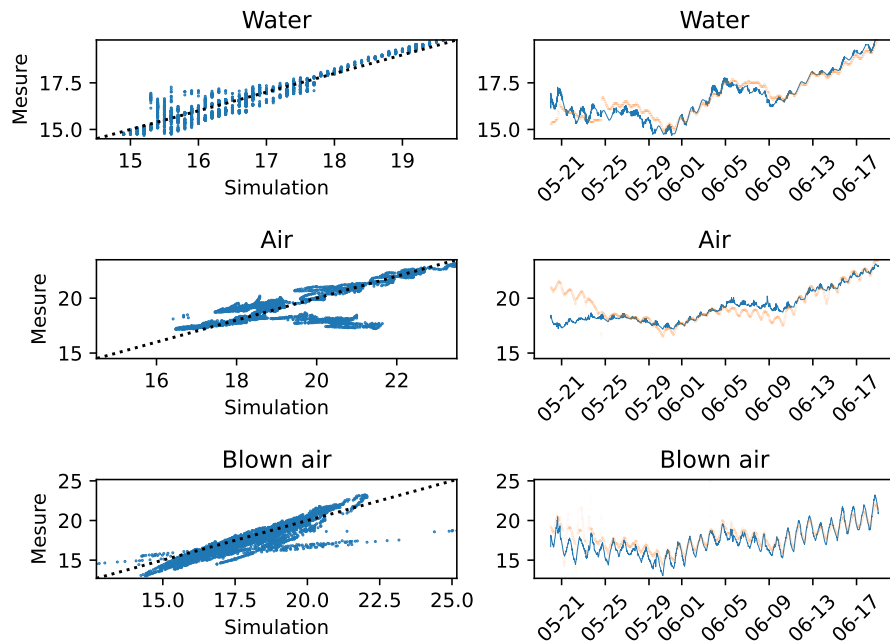 Water
Mesure
17.5
15.0
15 16 17 18 19
Simulation
Water
17.5
15.0
05-21 05-25 05-29 06-01 06-05 06-09 06-13 06-17
Air
Mesure
20
15
16 18 20 22
Simulation
Air
20
15
05-21 05-25 05-29 06-01 06-05 06-09 06-13 06-17
Blown air
Mesure
25
20
15
15.0 17.5 20.0 22.5 25.0
Simulation
Blown air
25
20
15
05-21 05-25 05-29 06-01 06-05 06-09 06-13 06-17